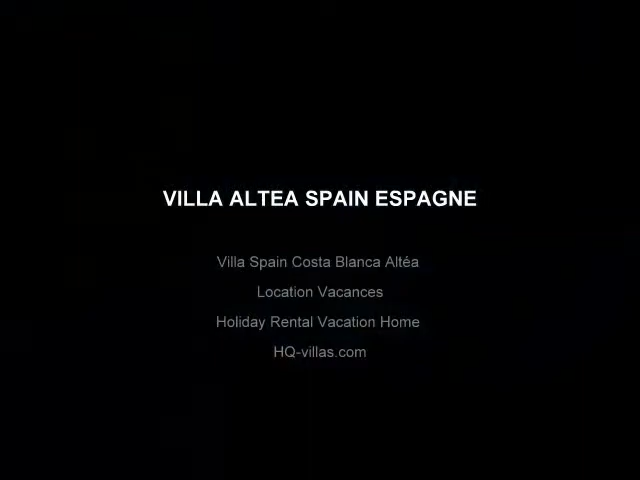 VILLA ALTEA SPAIN ESPAGNE
Villa Spain Costa Blanca Altéa
Location Vacances
Holiday Rental Vacation Home
HQ-villas.com